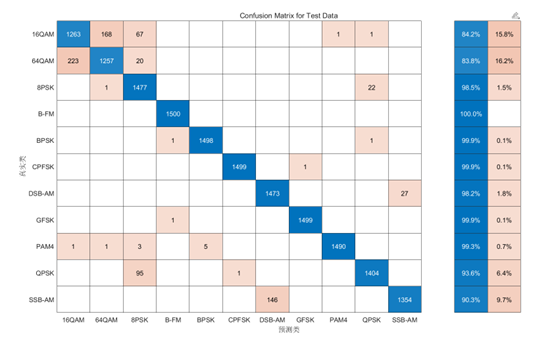 Confusion Matrix for Test Data
16QAM 1263 168 67 1 1 84.2% 15.8%
64QAM 223 1257 20 83.8% 16.2%
8PSK 1 1477 22 98.5% 1.5%
B-FM 1500 100.0%
BPSK 1 1498 1 99.9% 0.1%
CPFSK 1499 1 99.9% 0.1%
DSB-AM 1473 27 98.2% 1.8%
GFSK 1 1499 99.9% 0.1%
PAM4 1 1 3 5 1490 99.3% 0.7%
QPSK 95 1 1404 93.6% 6.4%
SSB-AM 146 1354 90.3% 9.7%
真实类
16QAM 64QAM 8PSK B-FM BPSK CPFSK DSB-AM GFSK PAM4 QPSK SSB-AM
预测类